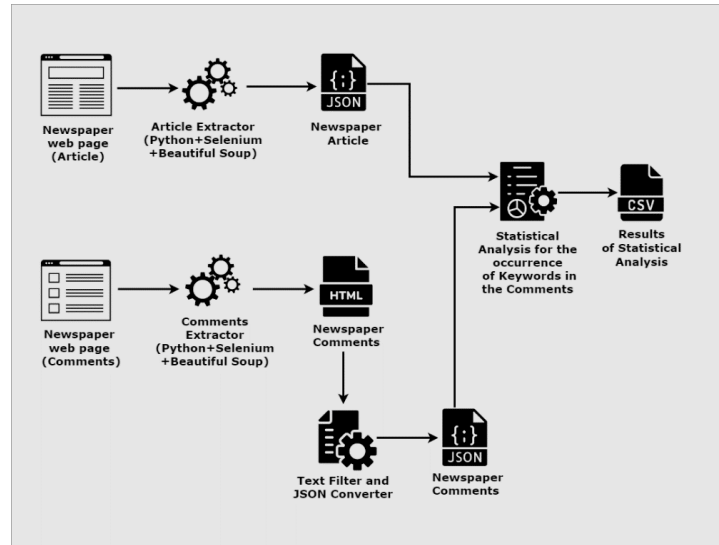 {;}
JSON
Newspaper
web page
(Article)
Article Extractor
(Python+Selenium
+Beautiful Soup)
Newspaper
Article
CSV
Statistical
Analysis for the
occurrence
of Keywords in
the Comments
Results
of Statistical
Analysis
HTML
Newspaper
web page
(Comments)
Comments
Extractor
(Python+Selenium
+Beautiful Soup)
Newspaper
Comments
{;}
JSON
Text Filter and
JSON Converter
Newspaper
Comments